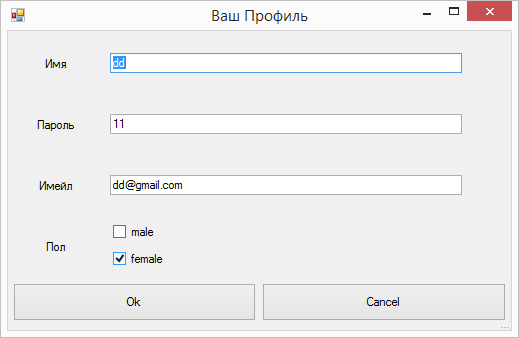 Ваш Профиль
Имя dd
Пароль 11
Имейл dd@gmail.com
Пол
male
female
Ok Cancel